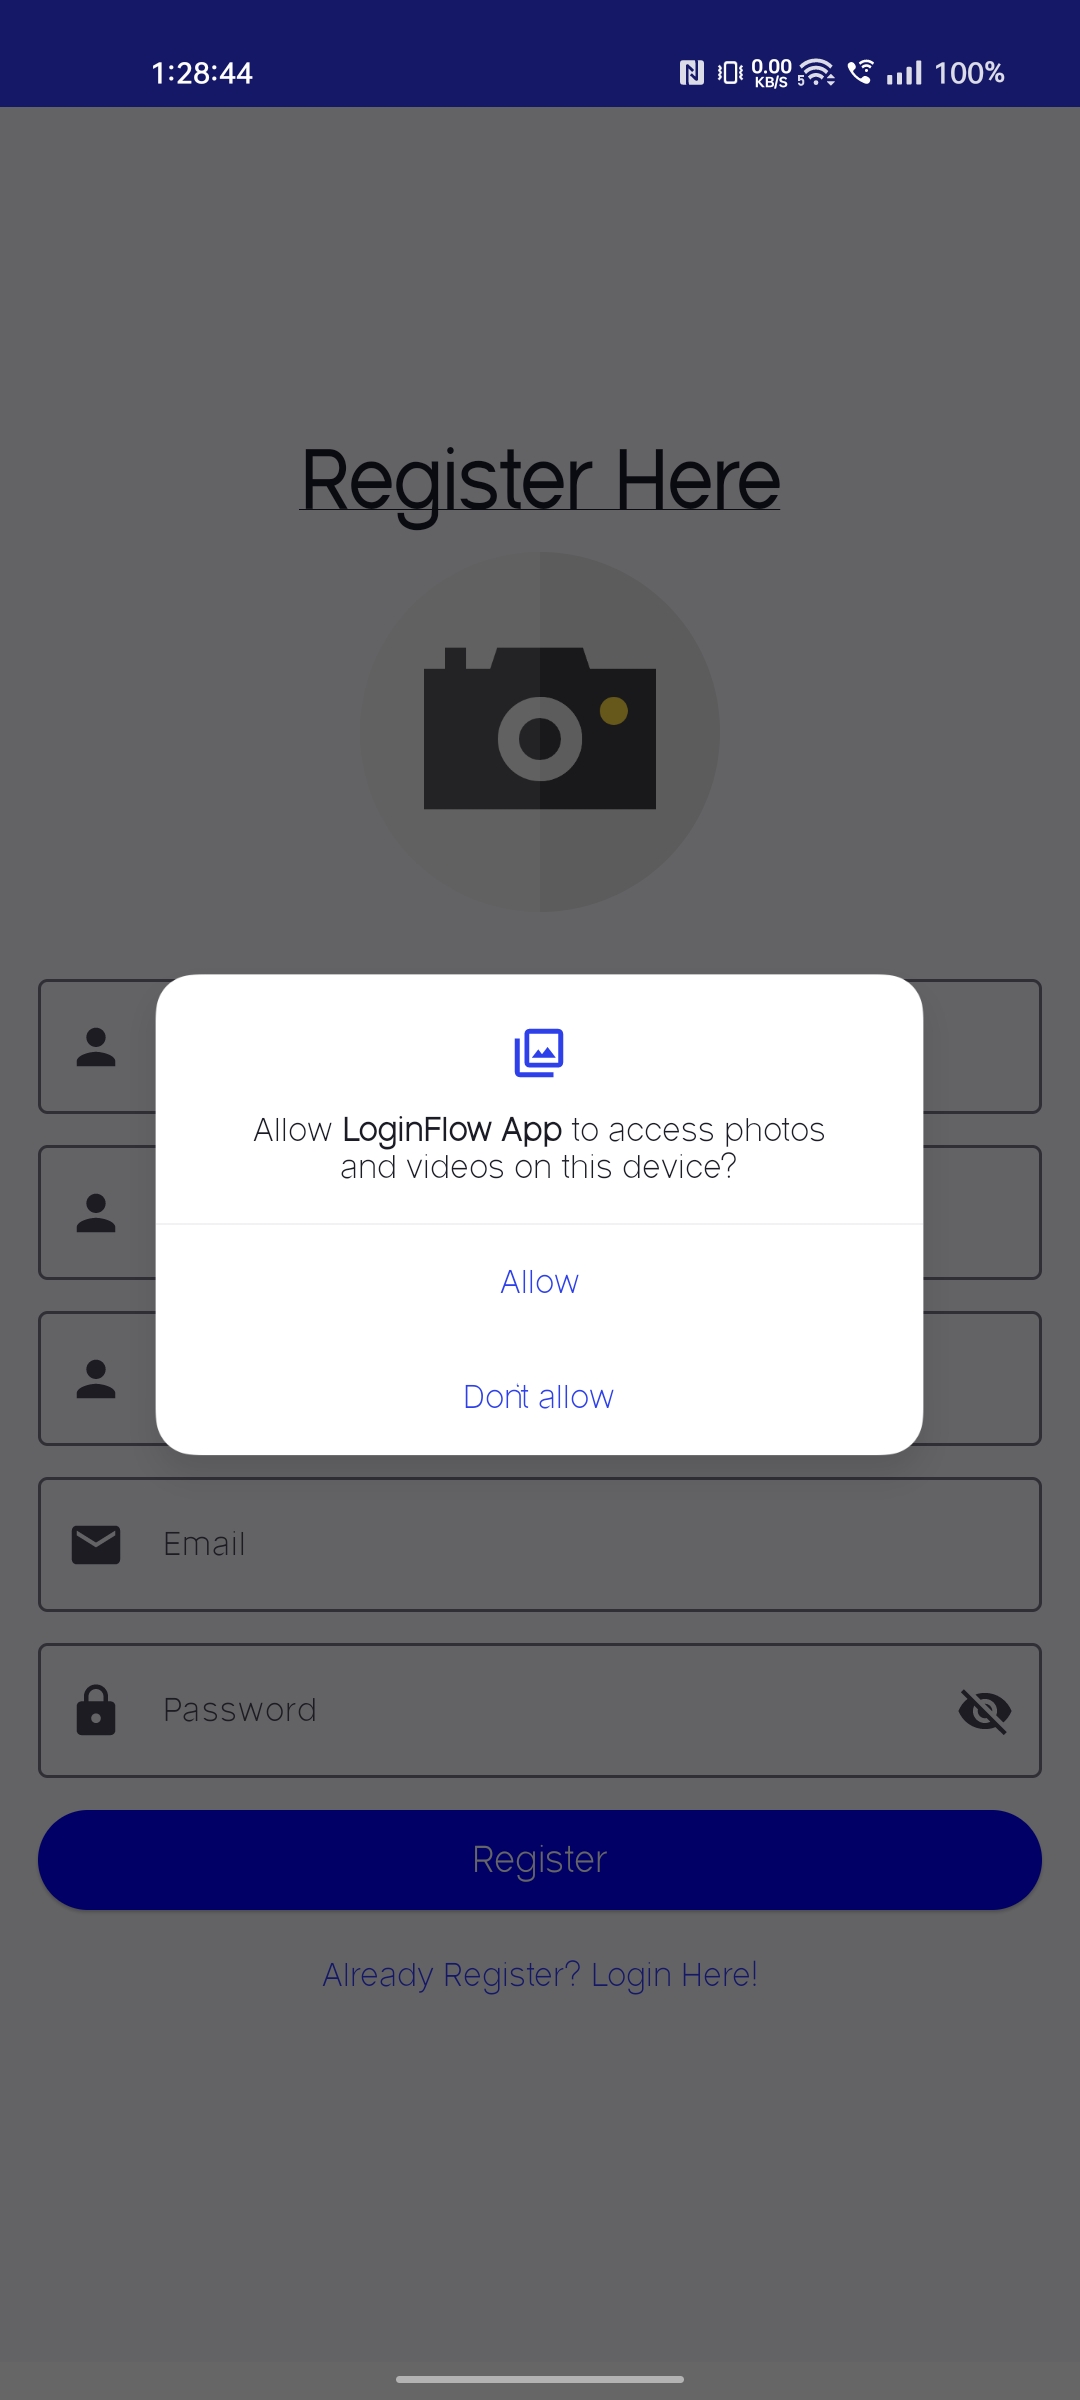 1:28:44
0.00
KB/S
5
100%
Register Here
Allow LoginFlow App to access photos
and videos on this device?
Allow
Don't allow
Email
Password
Register
Already Register? Login Here!